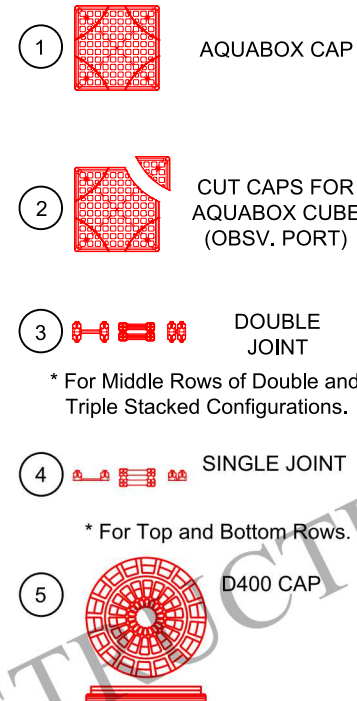 1 AQUABOX CAP
2 CUT CAPS FOR
AQUABOX CUBE
(OBSV. PORT)
3 DOUBLE
JOINT
* For Middle Rows of Double and
Triple Stacked Configurations.
4 SINGLE JOINT
* For Top and Bottom Rows.
5 D400 CAP